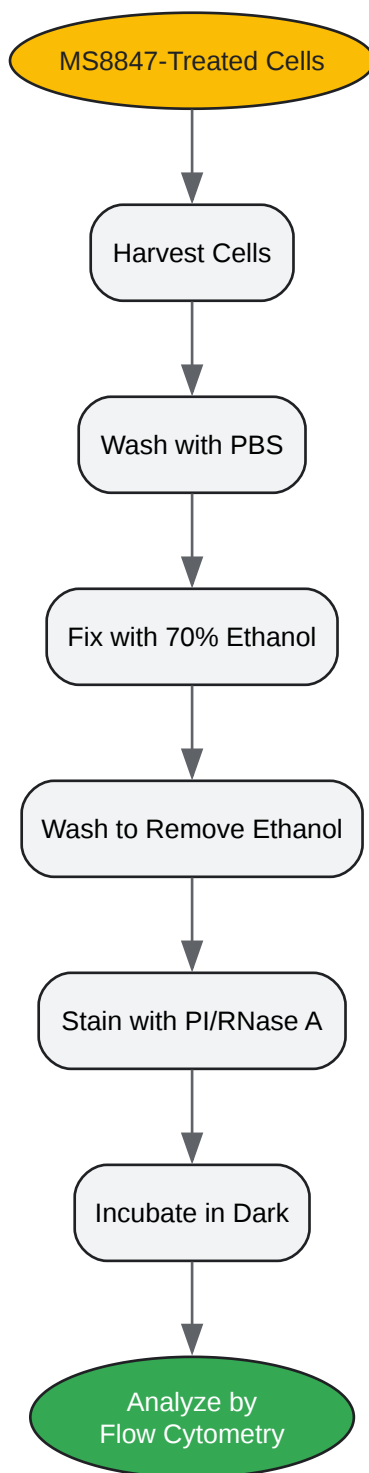 MS8847-Treated Cells
Harvest Cells
Wash with PBS
Fix with 70% Ethanol
Wash to Remove Ethanol
Stain with PI/RNase A
Incubate in Dark
Analyze by
Flow Cytometry